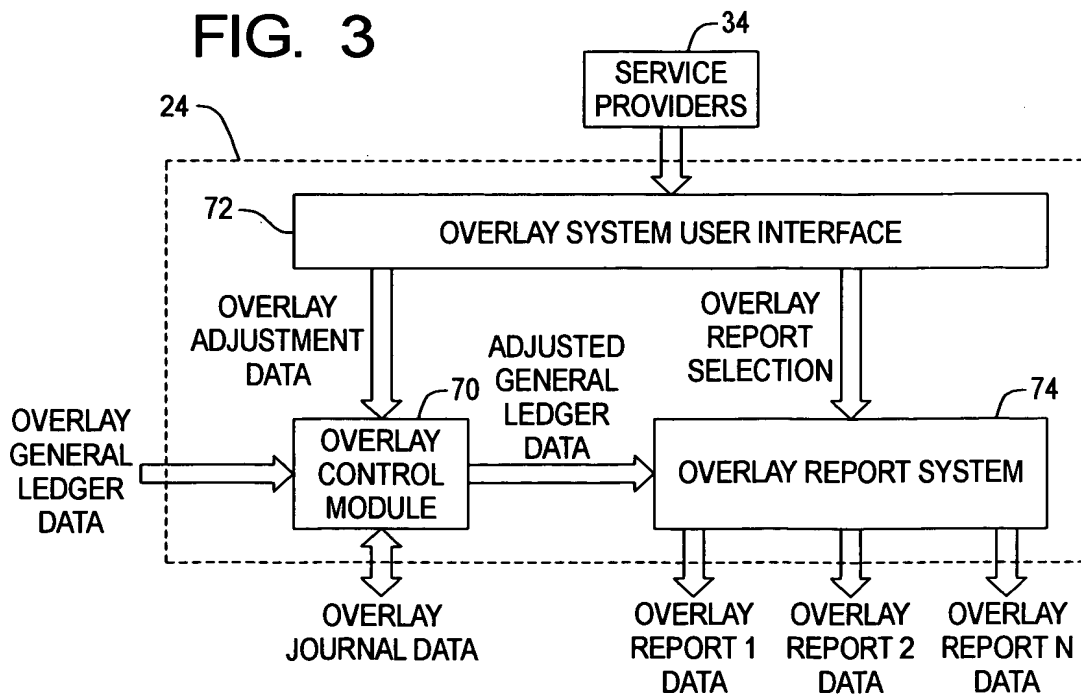 FIG. 3
34
SERVICE
PROVIDERS
24
72
OVERLAY SYSTEM USER INTERFACE
OVERLAY
ADJUSTMENT
DATA
OVERLAY
REPORT
SELECTION
ADJUSTED
GENERAL
LEDGER
DATA
70
74
OVERLAY
GENERAL
LEDGER
DATA
OVERLAY
CONTROL
MODULE
OVERLAY REPORT SYSTEM
OVERLAY
JOURNAL DATA
OVERLAY
REPORT 1
DATA
OVERLAY
REPORT 2
DATA
OVERLAY
REPORT N
DATA